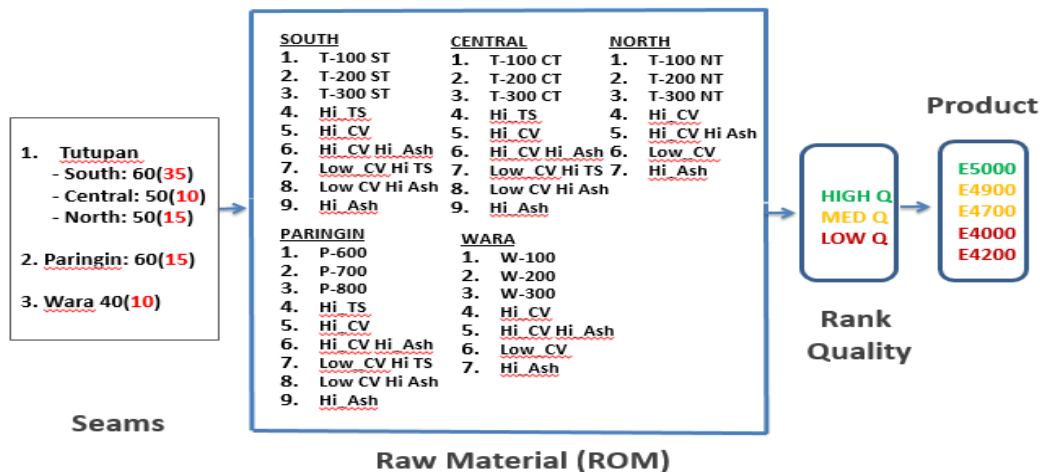 1. Tutupan
- South: 60(35)
- Central: 50(10)
- North: 50(15)
2. Paringin: 60(15)
3. Wara 40(10)
Seams
SOUTH
1. T-100 ST
2. T-200 ST
3. T-300 ST
4. Hi_TS
5. Hi_CV
6. Hi_CV Hi_Ash
7. Low_CV Hi TS
8. Low CV Hi Ash
9. Hi_Ash
CENTRAL
1. T-100 CT
2. T-200 CT
3. T-300 CT
4. Hi_TS
5. Hi_CV
6. Hi_CV Hi_Ash
7. Low_CV Hi TS
8. Low CV Hi Ash
9. Hi_Ash
NORTH
1. T-100 NT
2. T-200 NT
3. T-300 NT
4. Hi_CV
5. Hi_CV Hi Ash
6. Low_CV
7. Hi_Ash
PARINGIN
1. P-600
2. P-700
3. P-800
4. Hi_TS
5. Hi_CV
6. Hi_CV Hi_Ash
7. Low_CV Hi TS
8. Low CV Hi Ash
9. Hi_Ash
WARA
1. W-100
2. W-200
3. W-300
4. Hi_CV
5. Hi_CV Hi_Ash
6. Low_CV
7. Hi_Ash
Raw Material (ROM)
HIGH Q
MED Q
LOW Q
Rank
Quality
Product
E5000
E4900
E4700
E4000
E4200